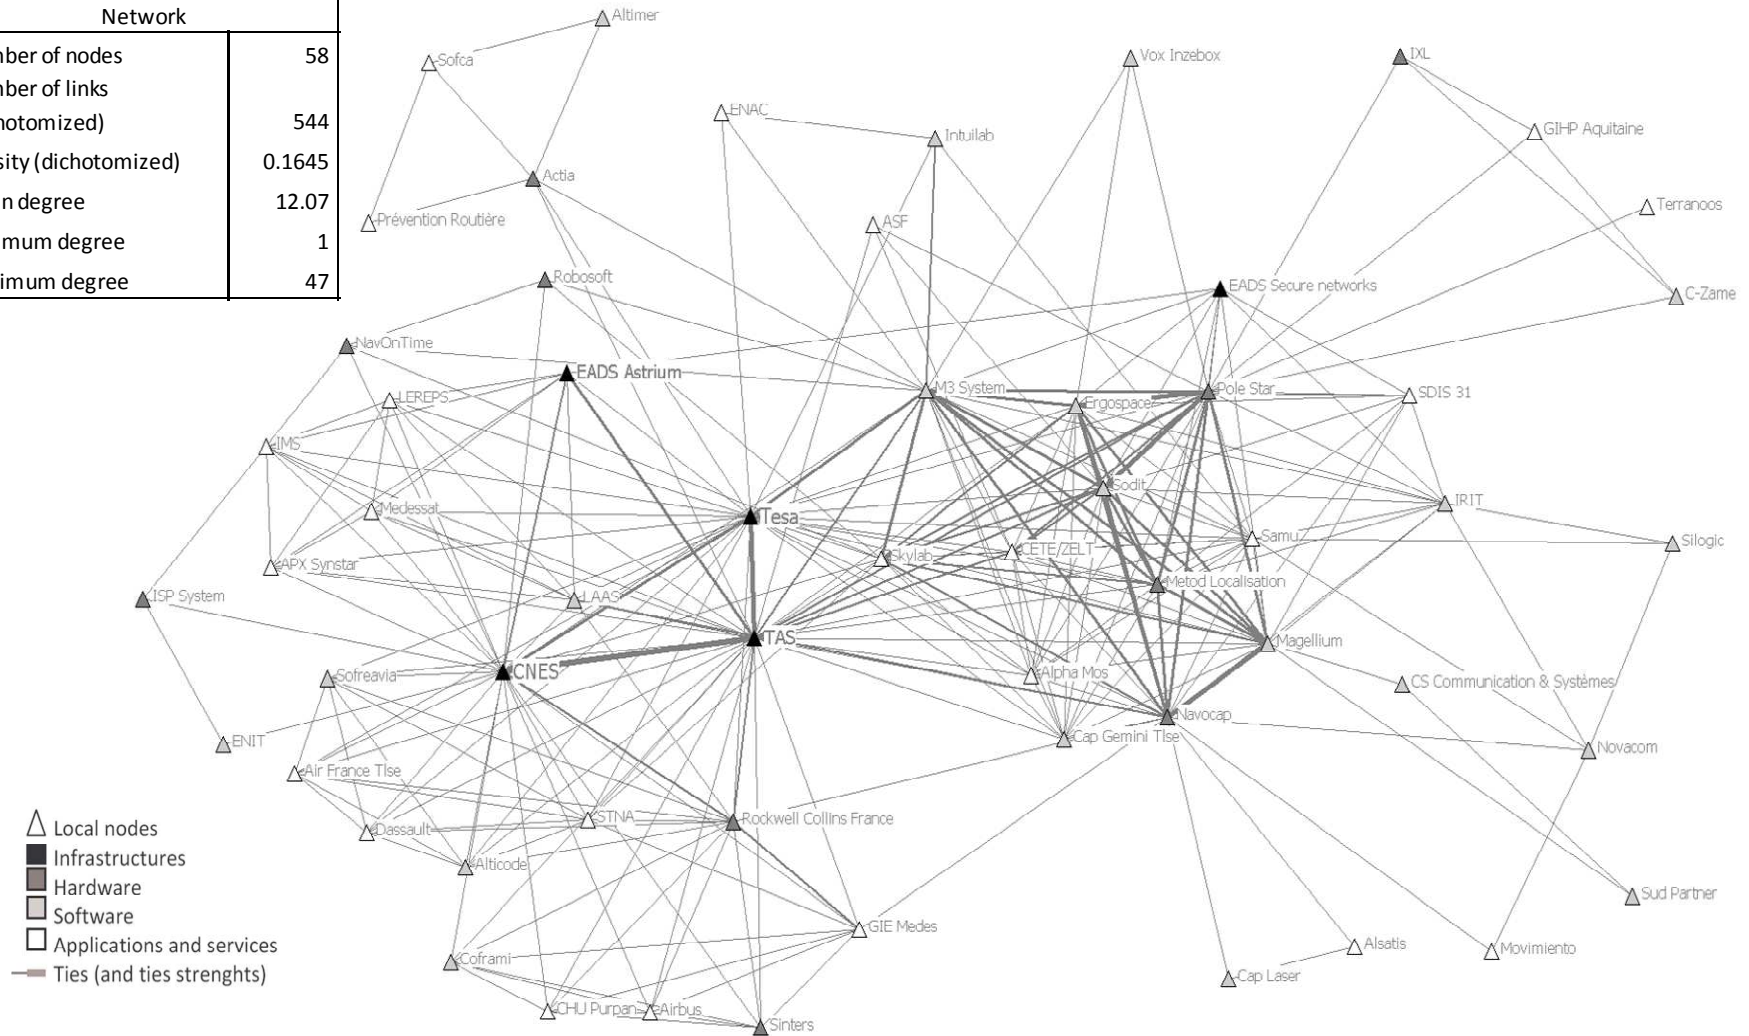 Network
mber of nodes 58
mber of links
hotomized) 544
sity (dichotomized) 0.1645
n degree 12.07
imum degree 1
imum degree 47
Altimer
Sofca
Vox Inzebox
IXL
ENAC
Intuilab
GIHP Aquitaine
Actia
Terranoos
Prévention Routière
ASF
Robosoft
EADS Secure networks
C-Zame
NavOnTime
EADS Astrium
M3 System
Pole Star
SDIS 31
LEREPS
Ergospace
IMS
Sodit
IRIT
Medessat
Tesa
Samu
Silogic
Skylab
CETE/ZELT
APX Synstar
Metod Localisation
ISP System
LAAS
TAS
Magellium
CNES
Sofreavia
Alpha Mos
CS Communication & Systèmes
Navocap
ENIT
Cap Gemini Tlse
Novacom
Air France Tlse
STNA
Rockwell Collins France
Dassault
Alticode
Sud Partner
GIE Medes
Alsatis
Movimiento
Coframi
Cap Laser
CHU Purpan
Airbus
Sinters
Local nodes
Infrastructures
Hardware
Software
Applications and services
Ties (and ties strenghts)